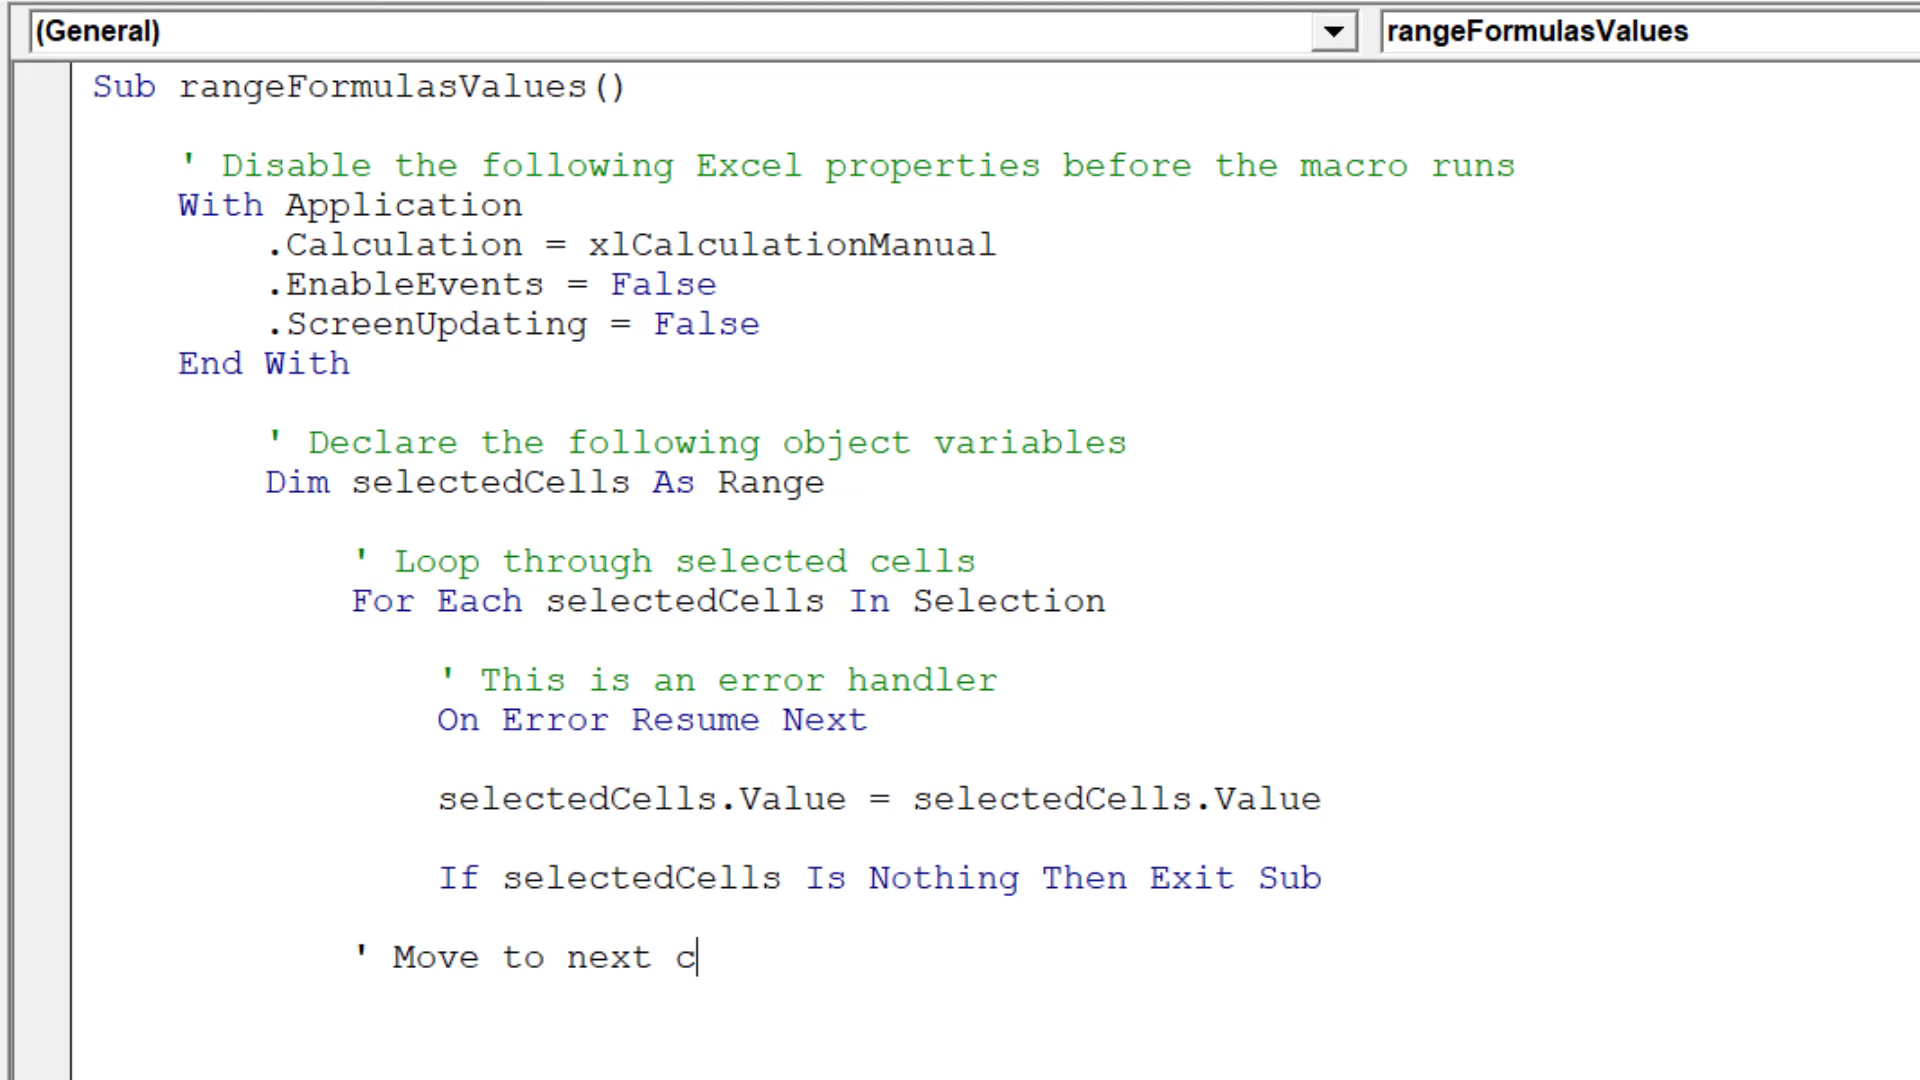 (General)
rangeFormulasValues
Sub rangeFormulasValues()
' Disable the following Excel properties before the macro runs
With Application
.Calculation = xlCalculationManual
.EnableEvents = False
.ScreenUpdating = False
End With
' Declare the following object variables
Dim selectedCells As Range
' Loop through selected cells
For Each selectedCells In Selection
' This is an error handler
On Error Resume Next
selectedCells.Value = selectedCells.Value
If selectedCells Is Nothing Then Exit Sub
' Move to next c